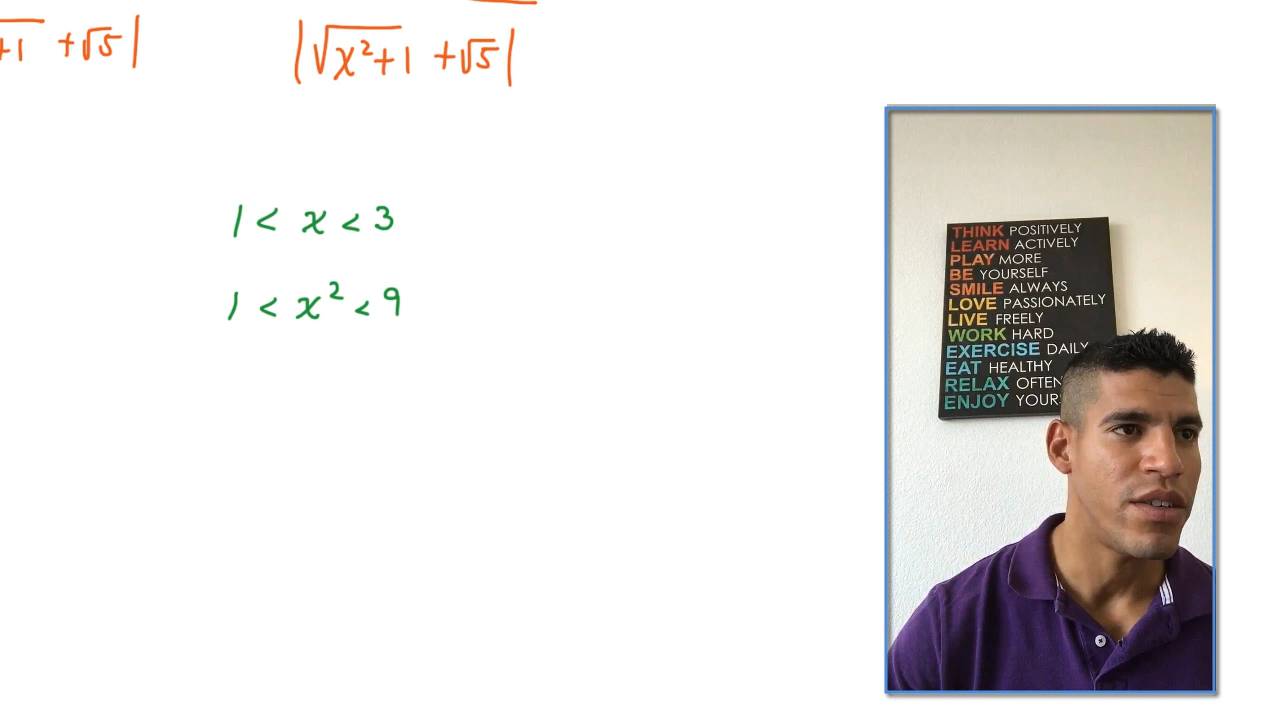 +1 +√5|
|√x²+1 +√5|
1 < x < 3
1 < x² < 9
THINK POSITIVELY
LEARN ACTIVELY
PLAY MORE
BE YOURSELF
SMILE ALWAYS
LOVE PASSIONATELY
LIVE FREELY
WORK HARD
EXERCISE DAILY
EAT HEALTHY
RELAX OFTEN
ENJOY YOURS